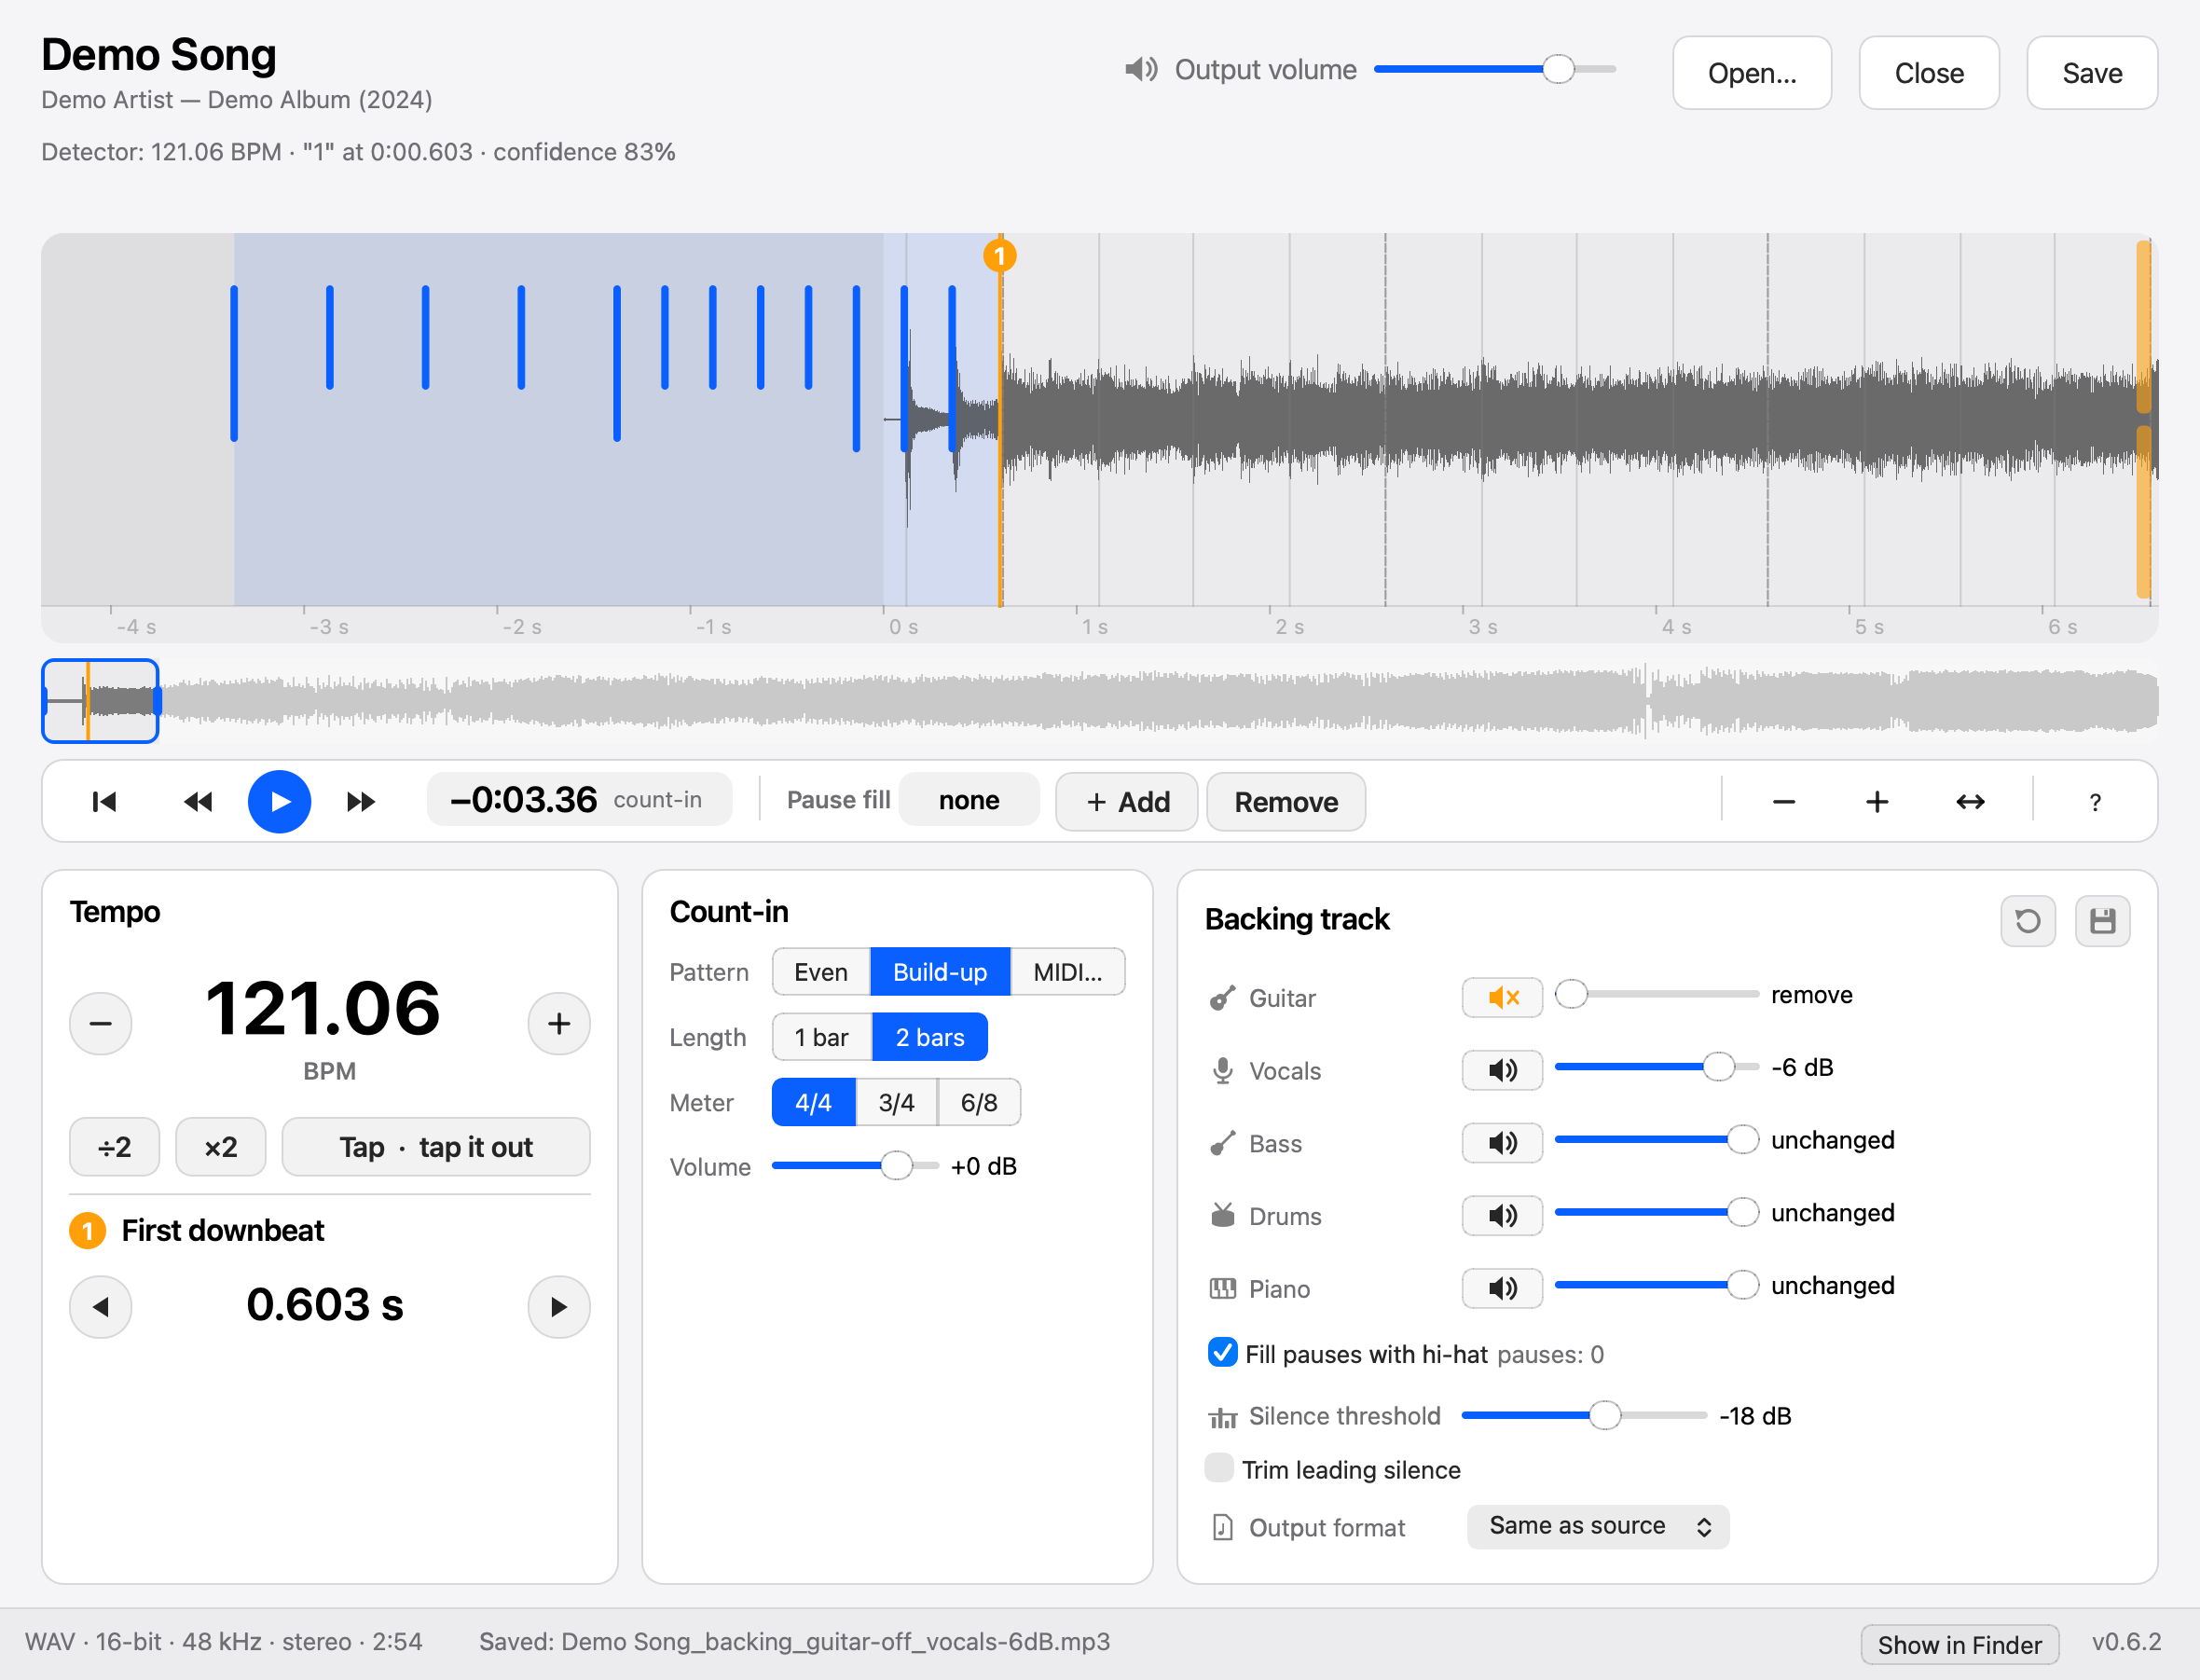 Demo Song
Demo Artist — Demo Album (2024)
Detector: 121.06 BPM · "1" at 0:00.603 · confidence 83%
Output volume
Open...
Close
Save
1
-4 s
-3 s
-2 s
-1 s
0 s
1 s
2 s
3 s
4 s
5 s
6 s
–0:03.36 count-in
Pause fill none
+ Add
Remove
− + ↔ ?
Tempo
− 121.06 +
BPM
÷2
×2
Tap · tap it out
1 First downbeat
0.603 s
Count-in
Pattern Even Build-up MIDI...
Length 1 bar 2 bars
Meter 4/4 3/4 6/8
Volume +0 dB
Backing track
Guitar remove
Vocals -6 dB
Bass unchanged
Drums unchanged
Piano unchanged
Fill pauses with hi-hat pauses: 0
Silence threshold -18 dB
Trim leading silence
Output format Same as source
WAV · 16-bit · 48 kHz · stereo · 2:54
Saved: Demo Song_backing_guitar-off_vocals-6dB.mp3
Show in Finder
v0.6.2